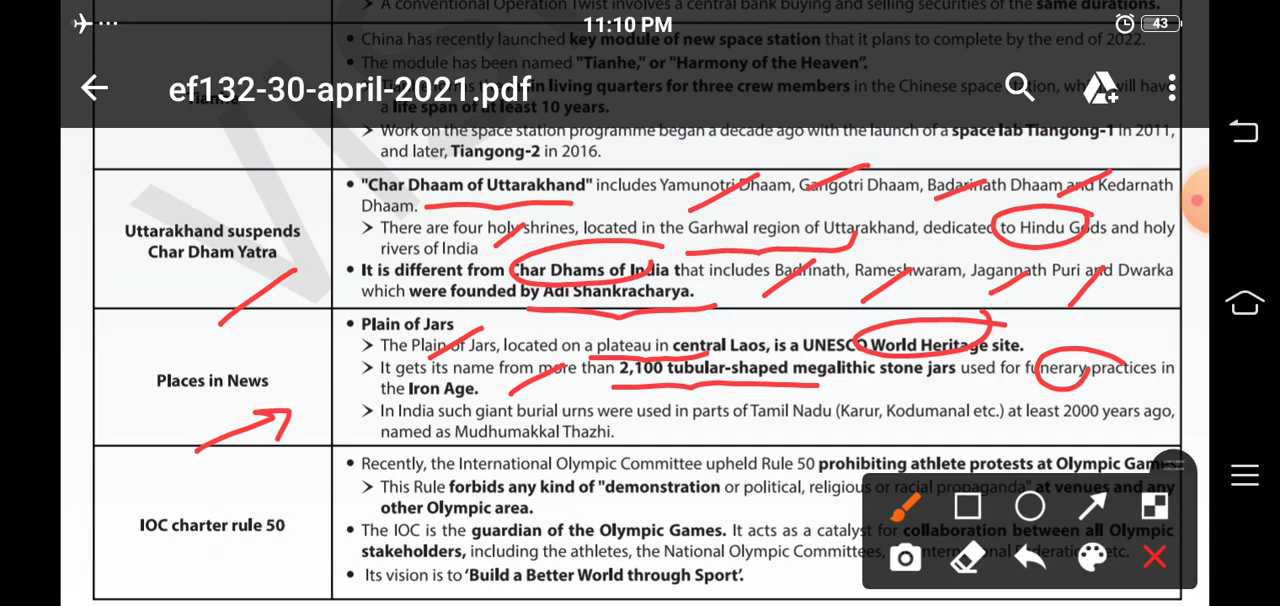 ➤ A conventional Operation Twist involves a central bank buying and selling securities of the same durations.
11:10 PM
43
• China has recently launched key module of new space station that it plans to complete by the end of 2022.
• The module has been named "Tianhe," or "Harmony of the Heaven".
ef132-30-april-2021.pdf
in living quarters for three crew members in the Chinese space
will have
Tianhe
a life span of at least 10 years.
➤ Work on the space station programme began a decade ago with the launch of a space lab Tiangong-1 in 2011,
and later, Tiangong-2 in 2016.
Uttarakhand suspends
Char Dham Yatra
• "Char Dhaam of Uttarakhand" includes Yamunotri Dhaam, Gangotri Dhaam, Badarinath Dhaam and Kedarnath
Dhaam.
➤ There are four holy shrines, located in the Garhwal region of Uttarakhand, dedicated to Hindu Gods and holy
rivers of India
• It is different from Char Dhams of India that includes Badrinath, Rameshwaram, Jagannath Puri and Dwarka
which were founded by Adi Shankracharya.
Places in News
• Plain of Jars
➤ The Plain of Jars, located on a plateau in central Laos, is a UNESCO World Heritage site.
➤ It gets its name from more than 2,100 tubular-shaped megalithic stone jars used for funerary practices in
the Iron Age.
➤ In India such giant burial urns were used in parts of Tamil Nadu (Karur, Kodumanal etc.) at least 2000 years ago,
named as Mudhumakkal Thazhi.
IOC charter rule 50
• Recently, the International Olympic Committee upheld Rule 50 prohibiting athlete protests at Olympic Games.
➤ This Rule forbids any kind of "demonstration or political, religious or racial propaganda" at venues and any
other Olympic area.
• The IOC is the guardian of the Olympic Games. It acts as a catalyst for collaboration between all Olympic
stakeholders, including the athletes, the National Olympic Committees, International Federation, etc.
• Its vision is to 'Build a Better World through Sport'.